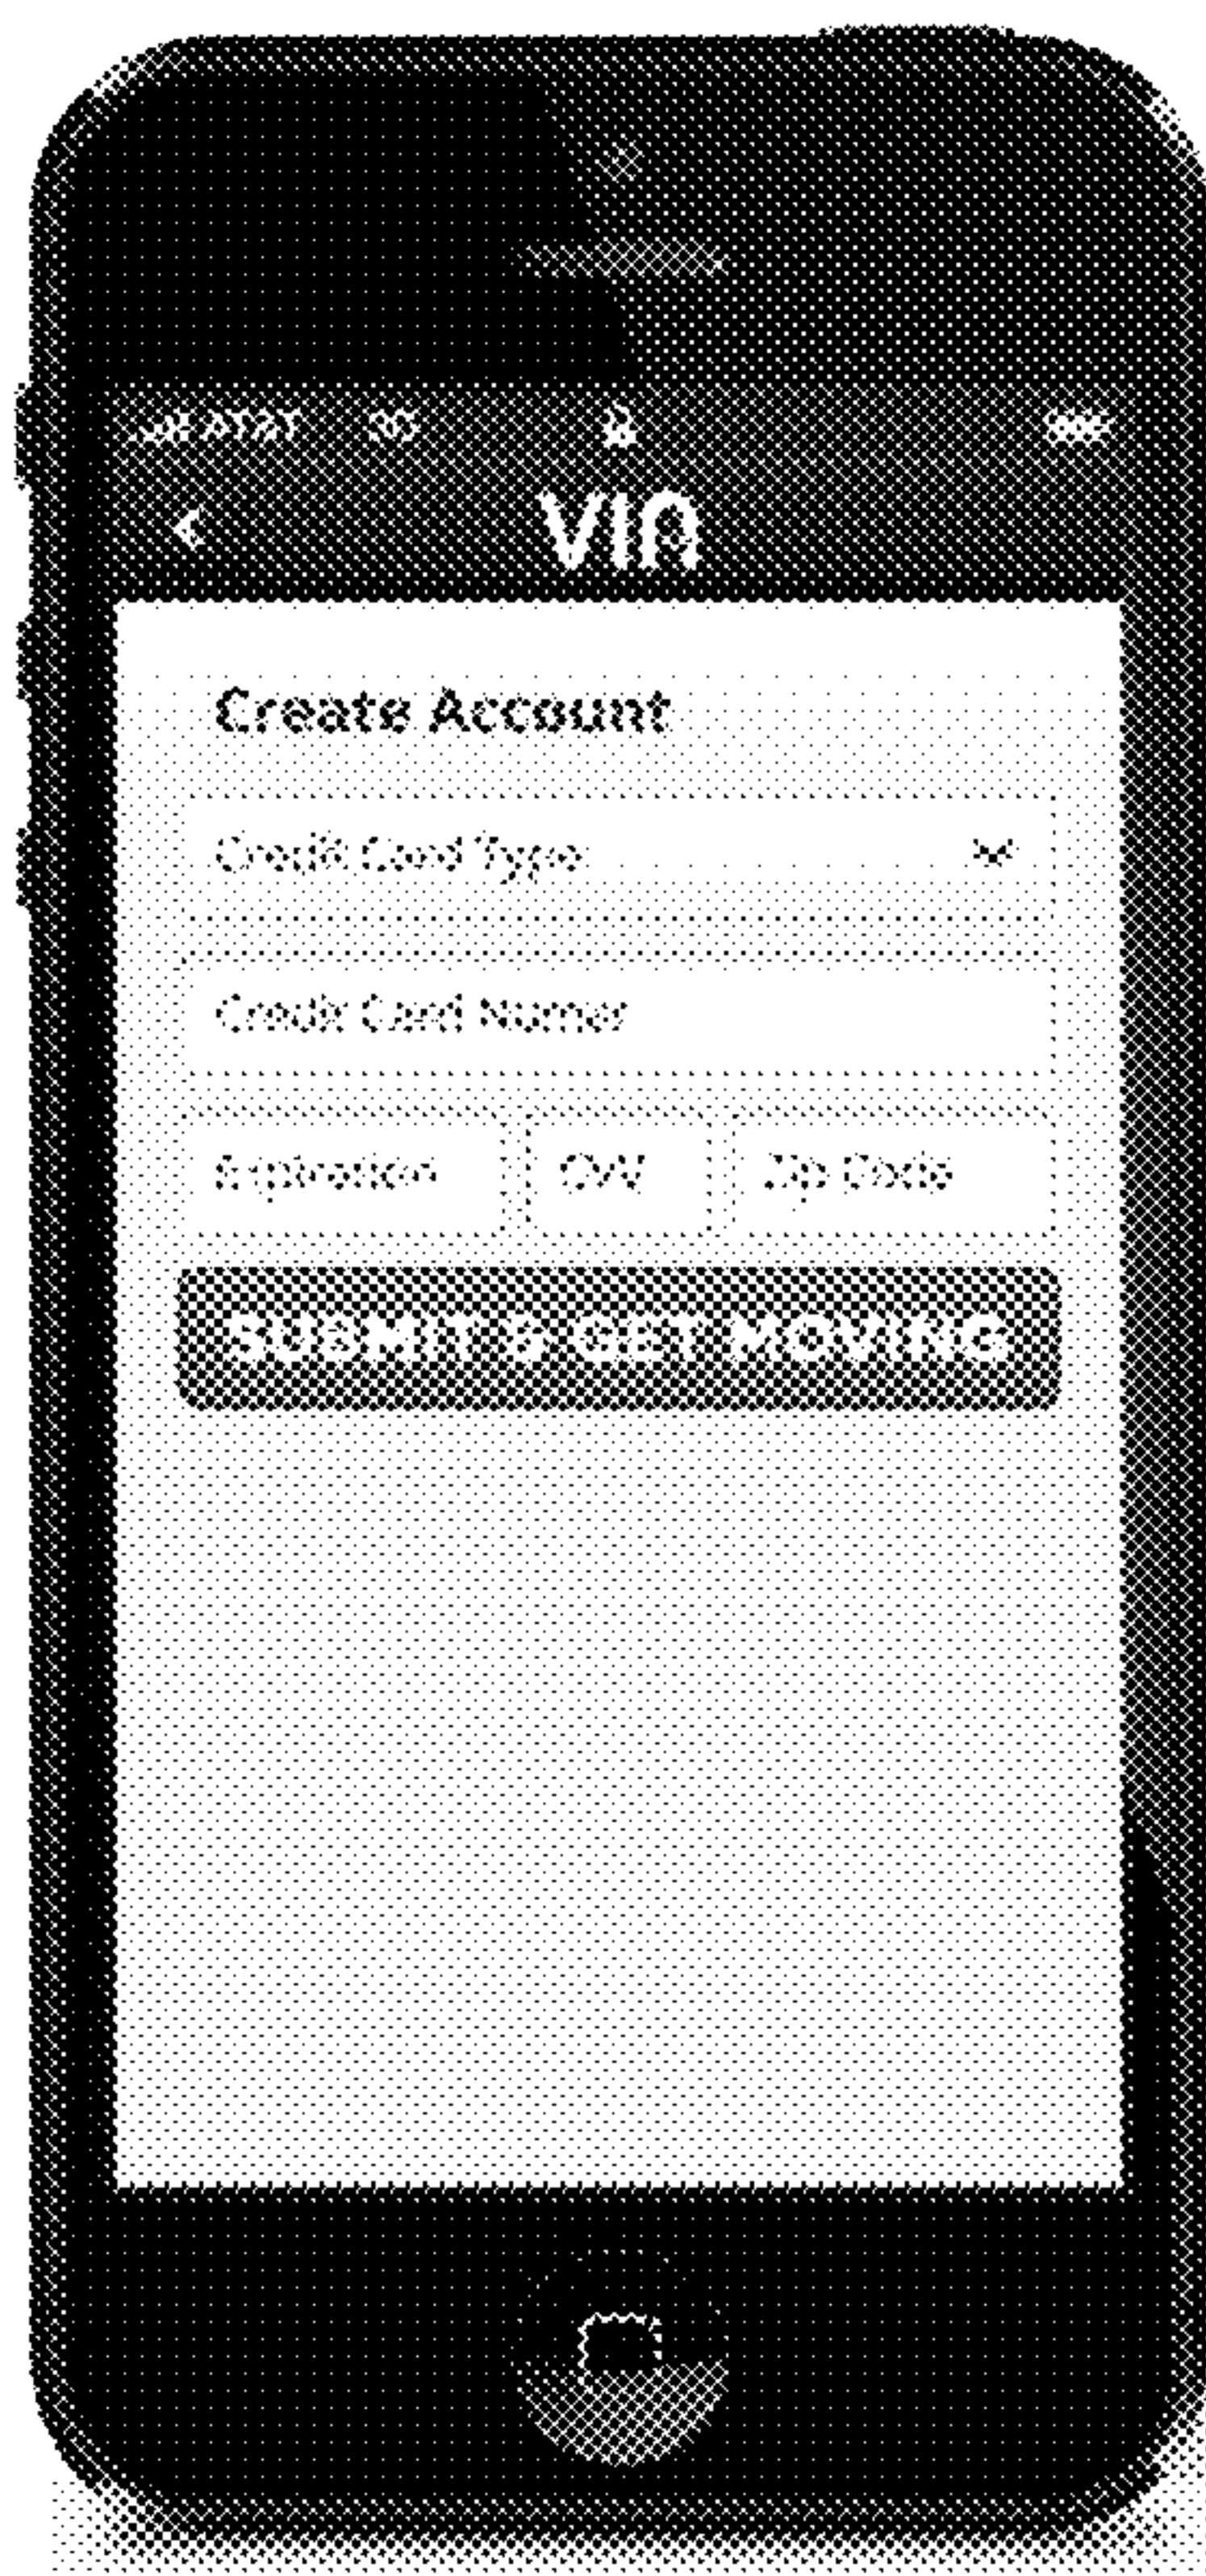 AT&T
VIA
Create Account
Credit Card Type
Credit Card Numer
Expiration CVV Zip Code
SUBMIT & GET MOVING